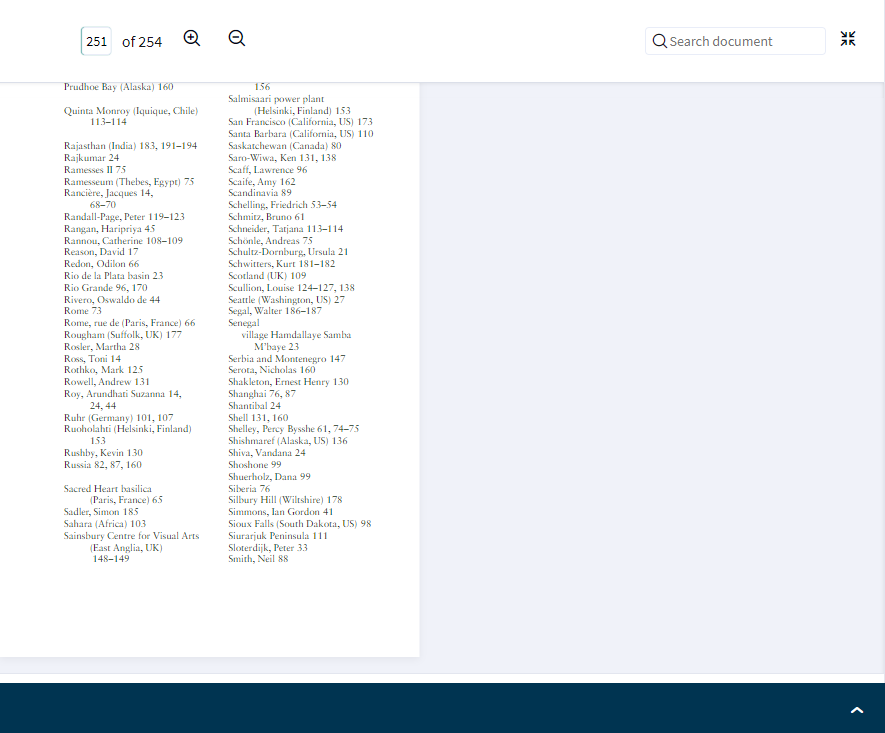 251 of 254
Search document
Prudhoe Bay (Alaska) 160
Quinta Monroy (Iquique, Chile)
113–114
Rajasthan (India) 183, 191–194
Rajkumar 24
Ramesses II 75
Ramesseum (Thebes, Egypt) 75
Rancière, Jacques 14,
68–70
Randall-Page, Peter 119–123
Rangan, Haripriya 45
Rannou, Catherine 108–109
Reason, David 17
Redon, Odilon 66
Rio de la Plata basin 23
Rio Grande 96, 170
Rivero, Oswaldo de 44
Rome 73
Rome, rue de (Paris, France) 66
Rougham (Suffolk, UK) 177
Rosler, Martha 28
Ross, Toni 14
Rothko, Mark 125
Rowell, Andrew 131
Roy, Arundhati Suzanna 14,
24, 44
Ruhr (Germany) 101, 107
Ruoholahti (Helsinki, Finland)
153
Rushby, Kevin 130
Russia 82, 87, 160
Sacred Heart basilica
(Paris, France) 65
Sadler, Simon 185
Sahara (Africa) 103
Sainsbury Centre for Visual Arts
(East Anglia, UK)
148–149
156
Salmisaari power plant
(Helsinki, Finland) 153
San Francisco (California, US) 173
Santa Barbara (California, US) 110
Saskatchewan (Canada) 80
Saro-Wiwa, Ken 131, 138
Scaff, Lawrence 96
Scaife, Amy 162
Scandinavia 89
Schelling, Friedrich 53–54
Schmitz, Bruno 61
Schneider, Tatjana 113–114
Schönle, Andreas 75
Schultz-Dornburg, Ursula 21
Schwitters, Kurt 181–182
Scotland (UK) 109
Scullion, Louise 124–127, 138
Seattle (Washington, US) 27
Segal, Walter 186–187
Senegal
village Hamdallaye Samba
M'baye 23
Serbia and Montenegro 147
Serota, Nicholas 160
Shakleton, Ernest Henry 130
Shanghai 76, 87
Shantibal 24
Shell 131, 160
Shelley, Percy Bysshe 61, 74–75
Shishmaref (Alaska, US) 136
Shiva, Vandana 24
Shoshone 99
Shuerholz, Dana 99
Siberia 76
Silbury Hill (Wiltshire) 178
Simmons, Ian Gordon 41
Sioux Falls (South Dakota, US) 98
Siurarjuk Peninsula 111
Sloterdijk, Peter 33
Smith, Neil 88